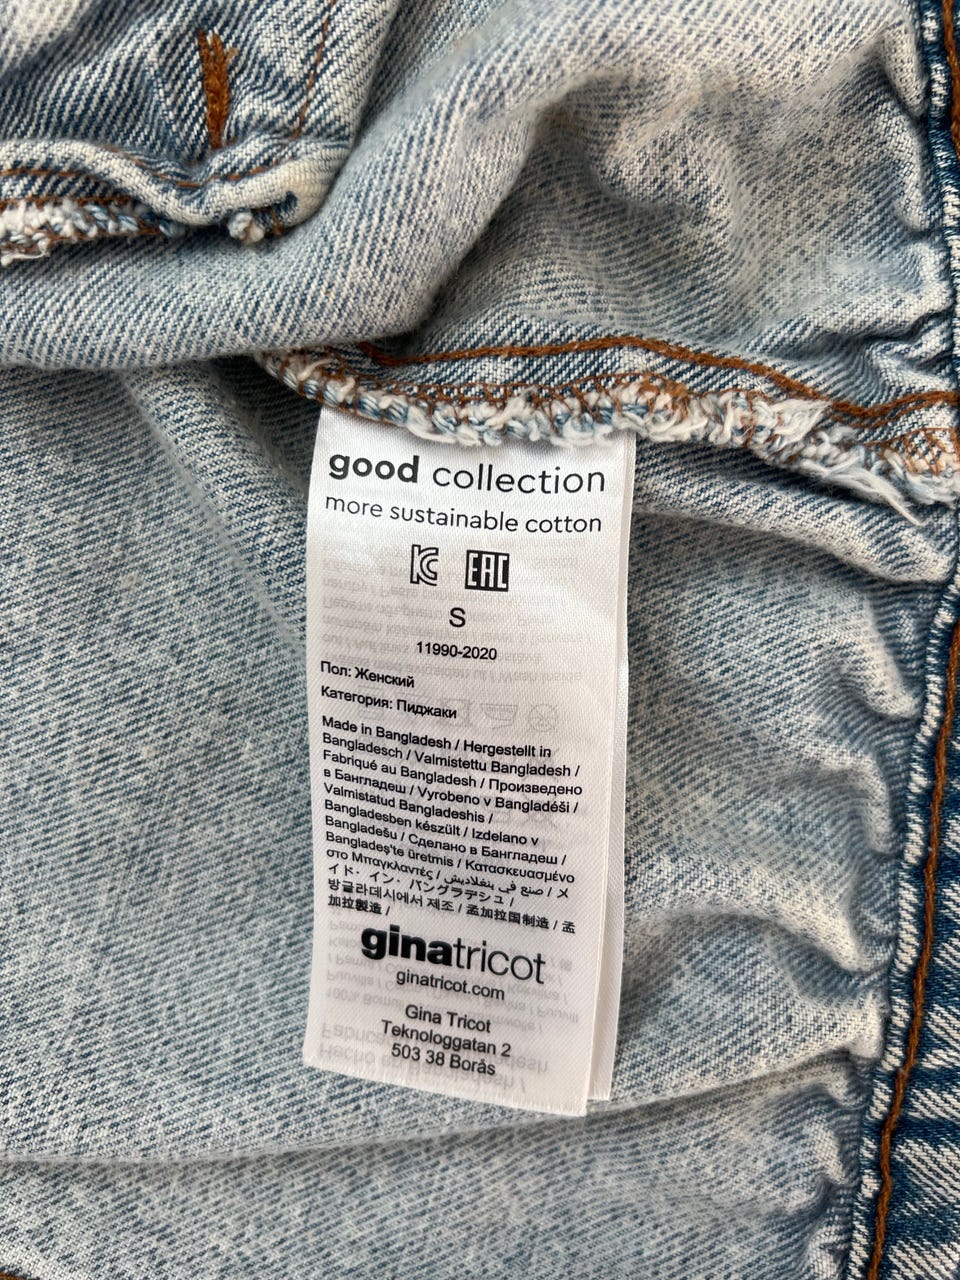 good collection
more sustainable cotton
EAC
S
11990-2020
Пол: Женский
Категория: Пиджаки
Made in Bangladesh / Hergestellt in
Bangladesch / Valmistettu Bangladesh /
Fabriqué au Bangladesh / Произведено
в Бангладеш / Vyrobeno v Bangladéši /
Valmistatud Bangladeshis /
Bangladesben készült / Izdelano v
Bangladešu / Сделано в Бангладеш /
Bangladeş'te üretmis / Κατασκευασμένο
στο Μπαγκλαντές / صنع في بنغلاديش / メ
イド・イン・バングラデシュ /
방글라데시에서 제조 / 孟加拉国制造 / 孟
加拉製造 /
ginatricot
ginatricot.com
Gina Tricot
Teknologgatan 2
503 38 Borås